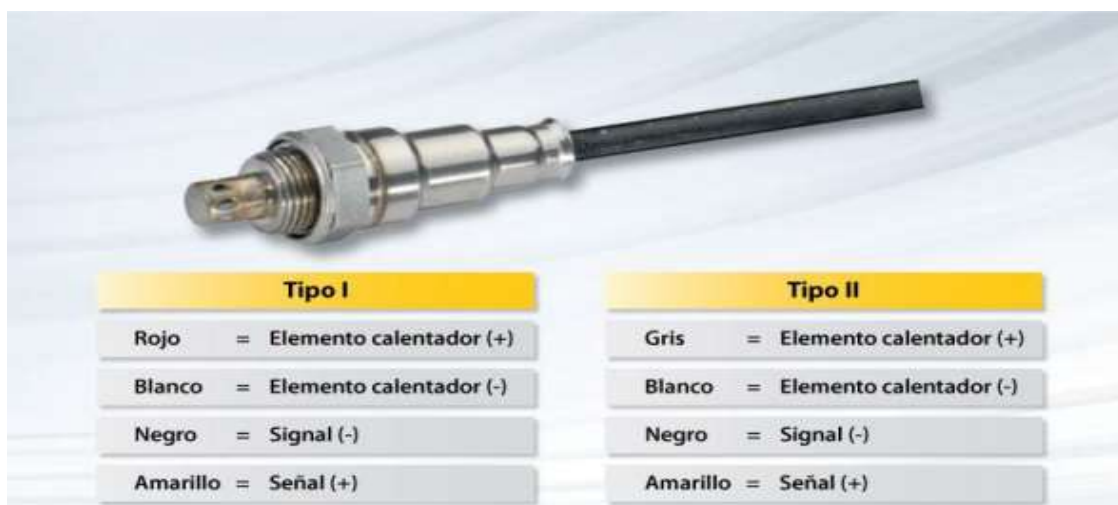 Tipo I
Rojo = Elemento calentador (+)
Blanco = Elemento calentador (-)
Negro = Signal (-)
Amarillo = Señal (+)
Tipo II
Gris = Elemento calentador (+)
Blanco = Elemento calentador (-)
Negro = Signal (-)
Amarillo = Señal (+)